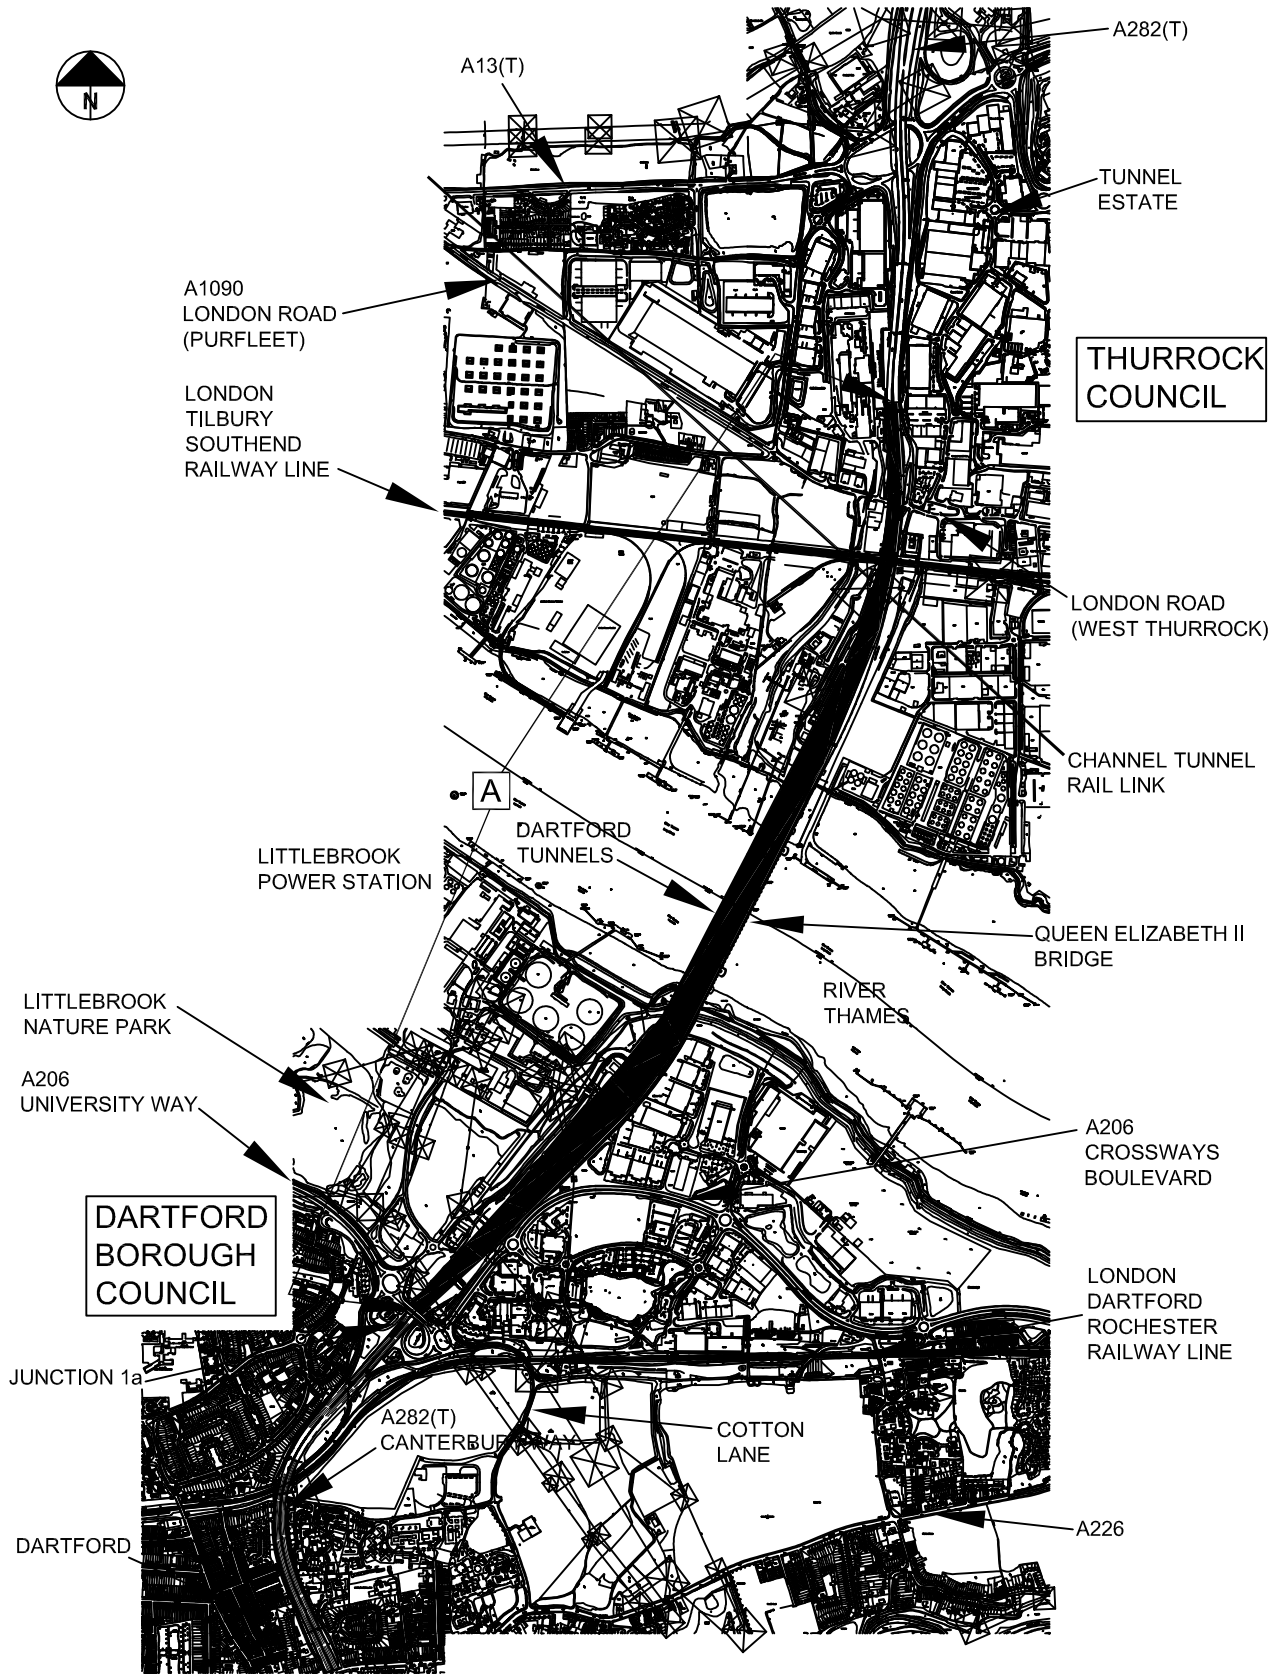 A282(T)
A13(T)
N
TUNNEL
ESTATE
A1090
LONDON ROAD
(PURFLEET)
THURROCK
COUNCIL
LONDON
TILBURY
SOUTHEND
RAILWAY LINE
LONDON ROAD
(WEST THURROCK)
CHANNEL TUNNEL
RAIL LINK
A
DARTFORD
TUNNELS
LITTLEBROOK
POWER STATION
QUEEN ELIZABETH II
BRIDGE
RIVER
THAMES
LITTLEBROOK
NATURE PARK
A206
UNIVERSITY WAY
A206
CROSSWAYS
BOULEVARD
DARTFORD
BOROUGH
COUNCIL
LONDON
DARTFORD
ROCHESTER
RAILWAY LINE
JUNCTION 1a
A282(T)
CANTERBURY WAY
COTTON
LANE
A226
DARTFORD